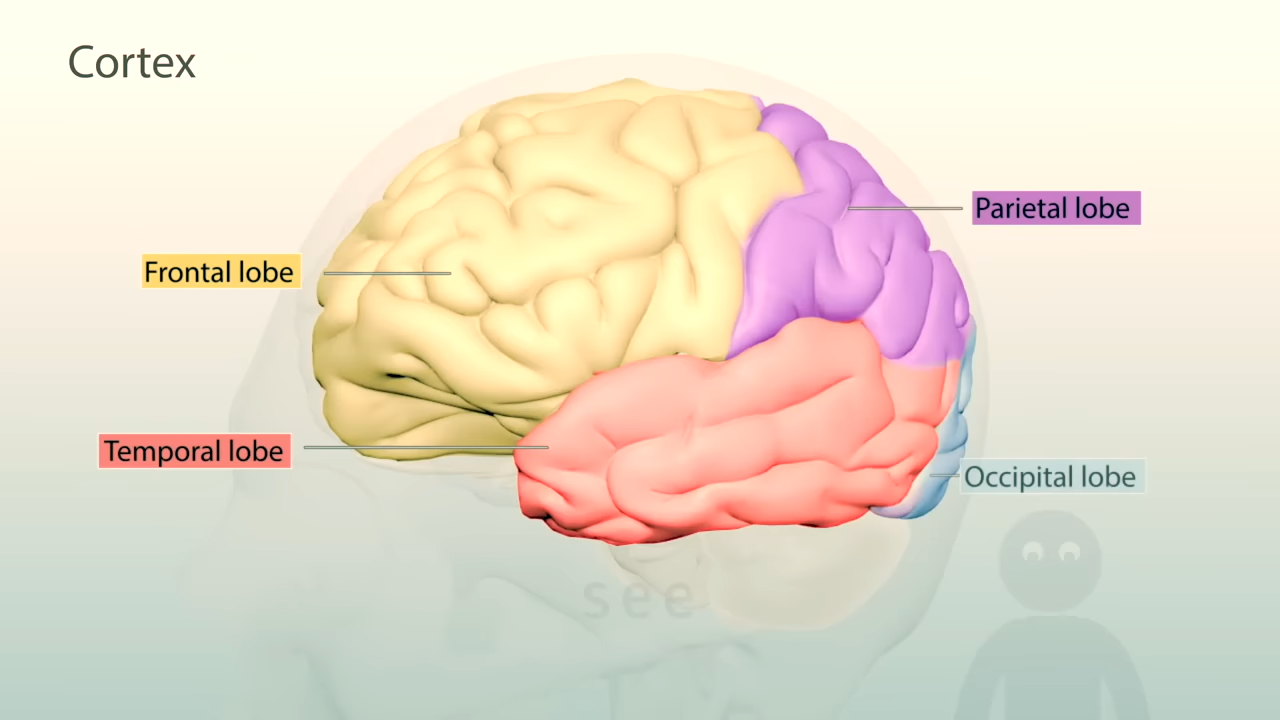 Cortex
Parietal lobe
Frontal lobe
Temporal lobe
Occipital lobe
see